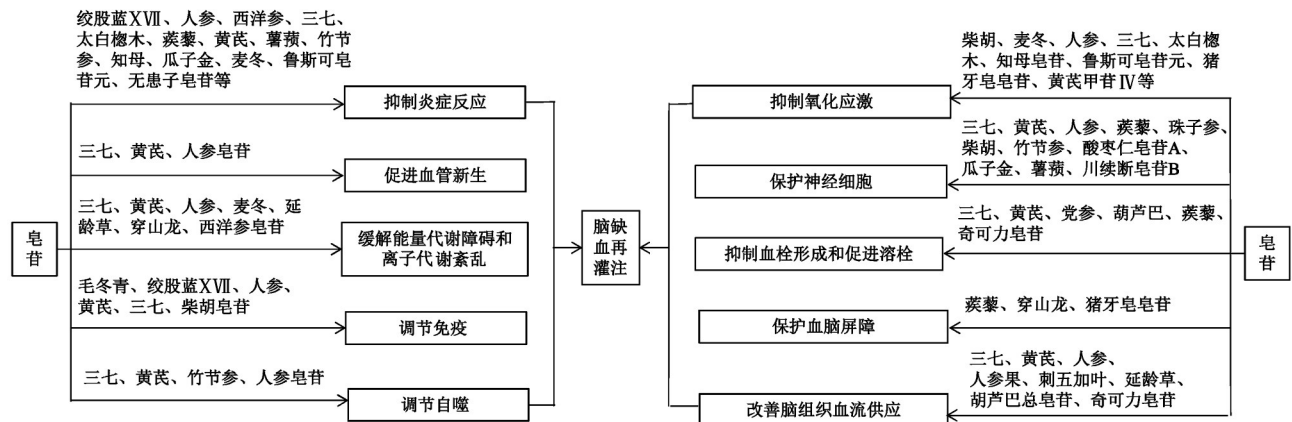 绞股蓝XVII、人参、西洋参、三七、
太白楤木、蒺藜、黄芪、薯蓣、竹节
参、知母、瓜子金、麦冬、鲁斯可皂
苷元、无患子皂苷等
抑制炎症反应
三七、黄芪、人参皂苷
促进血管新生
三七、黄芪、人参、麦冬、延
龄草、穿山龙、西洋参皂苷
缓解能量代谢障碍和
离子代谢紊乱
毛冬青、绞股蓝XVII、人参、
黄芪、三七、柴胡皂苷
调节免疫
三七、黄芪、竹节参、人参皂苷
调节自噬
皂
苷
脑缺
血再
灌注
柴胡、麦冬、人参、三七、太白楤
木、知母皂苷、鲁斯可皂苷元、猪
牙皂皂苷、黄芪甲苷IV等
抑制氧化应激
三七、黄芪、人参、蒺藜、珠子参、
柴胡、竹节参、酸枣仁皂苷A、
瓜子金、薯蓣、川续断皂苷B
保护神经细胞
三七、黄芪、党参、葫芦巴、蒺藜、
奇可力皂苷
抑制血栓形成和促进溶栓
蒺藜、穿山龙、猪牙皂皂苷
保护血脑屏障
三七、黄芪、人参、
人参果、刺五加叶、延龄草、
胡芦巴总皂苷、奇可力皂苷
改善脑组织血流供应
皂
苷